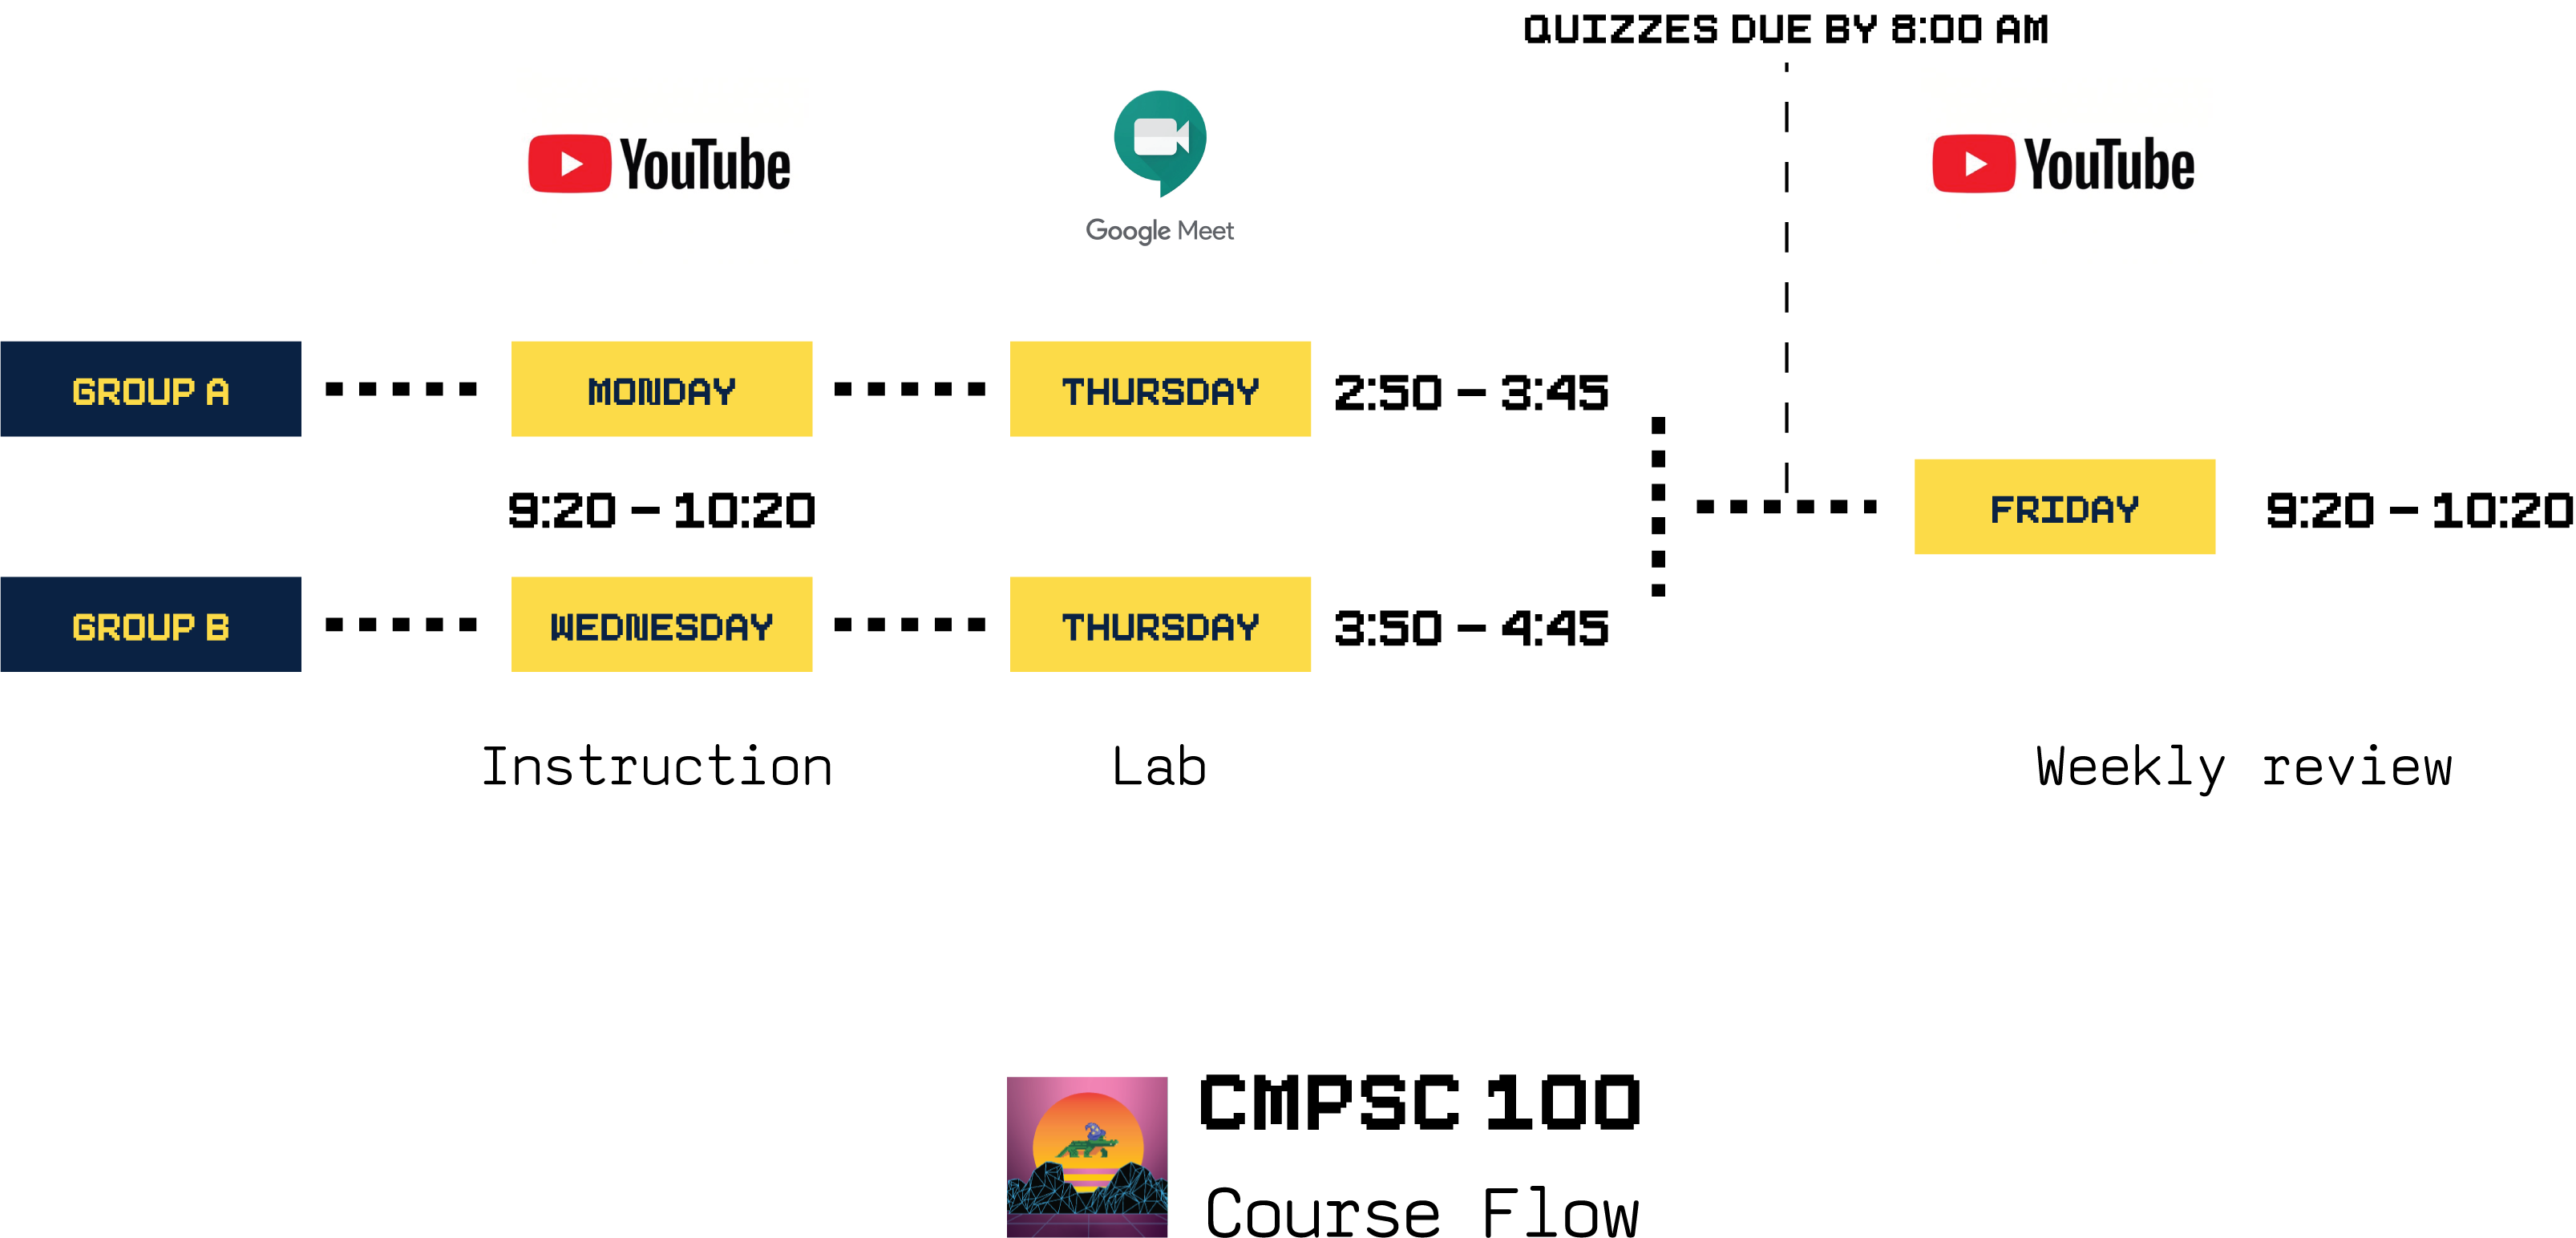 QUIZZES DUE BY 8:00 AM
YouTube
Google Meet
YouTube
GROUP A
MONDAY
THURSDAY
2:50 – 3:45
9:20 – 10:20
FRIDAY
9:20 – 10:20
GROUP B
WEDNESDAY
THURSDAY
3:50 – 4:45
Instruction
Lab
Weekly review
CMPSC 100
Course Flow